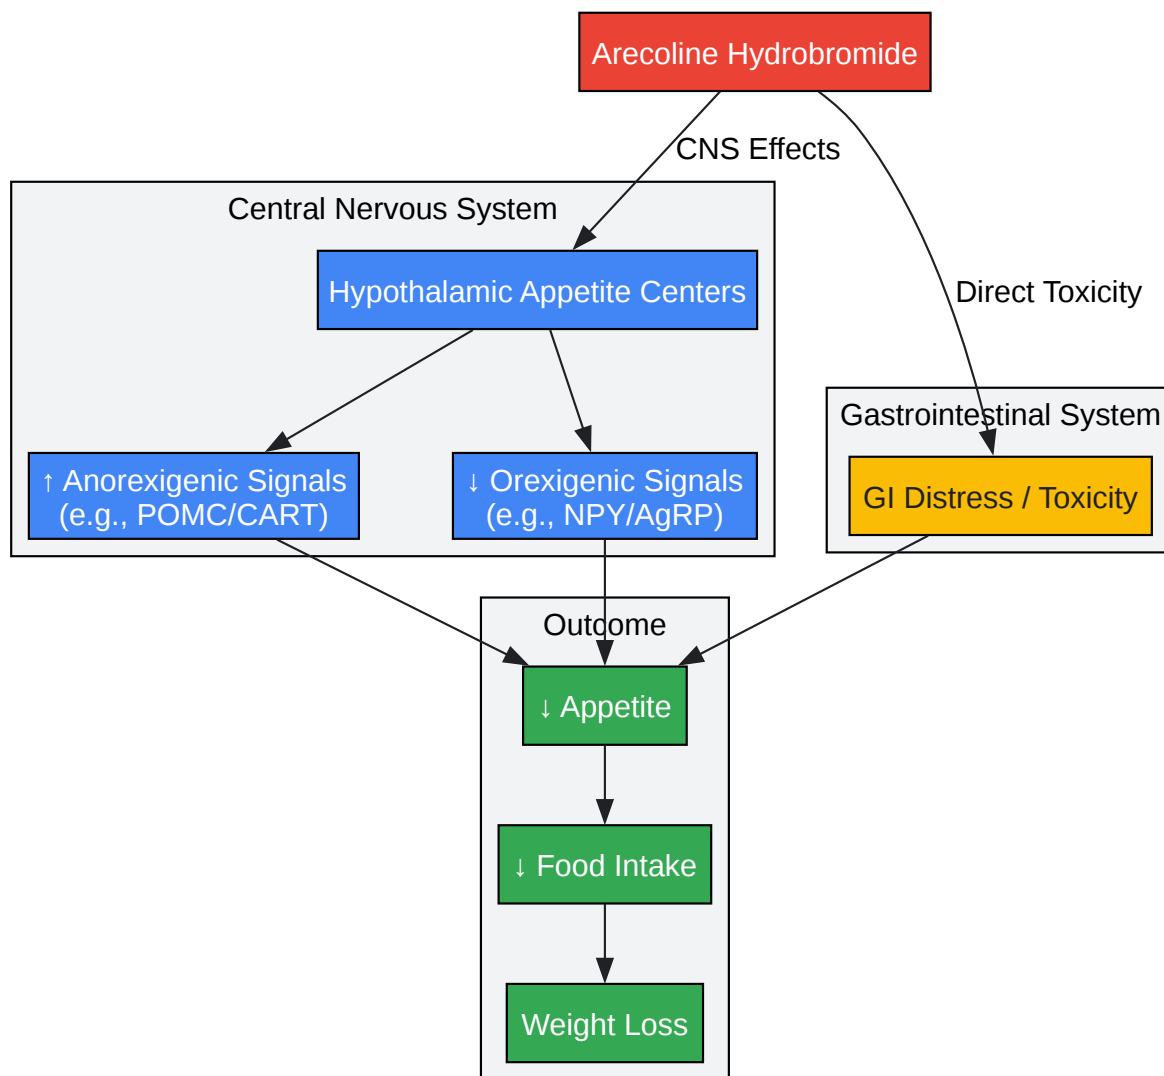 Arecoline Hydrobromide
CNS Effects
Central Nervous System
Hypothalamic Appetite Centers
Direct Toxicity
Gastrointestinal System
↑ Anorexigenic Signals
(e.g., POMC/CART)
↓ Orexigenic Signals
(e.g., NPY/AgRP)
GI Distress / Toxicity
Outcome
↓ Appetite
↓ Food Intake
Weight Loss